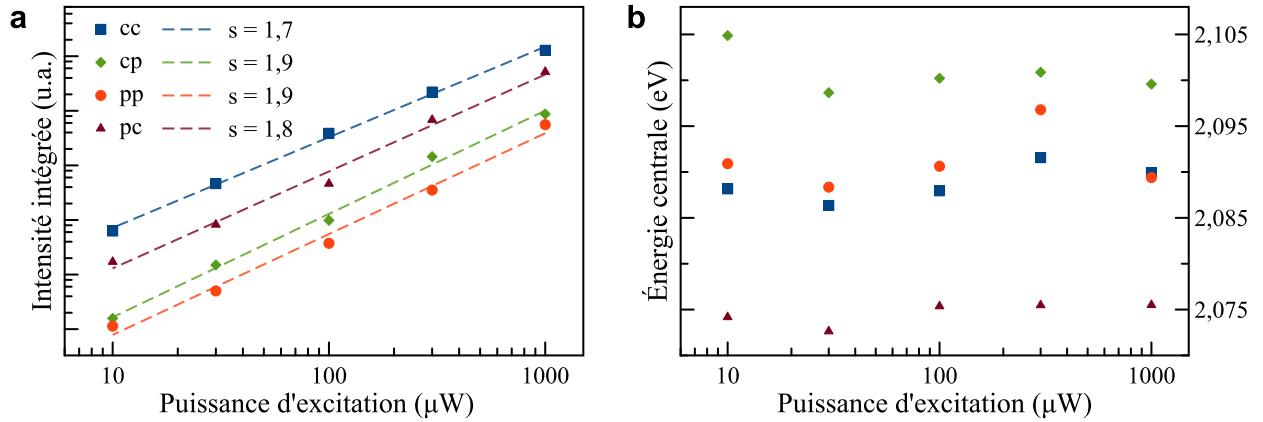 a
cc s = 1,7
cp s = 1,9
pp s = 1,9
pc s = 1,8
Intensité intégrée (u.a.)
10 100 1000
Puissance d'excitation (μW)
b
Énergie centrale (eV)
2,105
2,095
2,085
2,075
10 100 1000
Puissance d'excitation (μW)